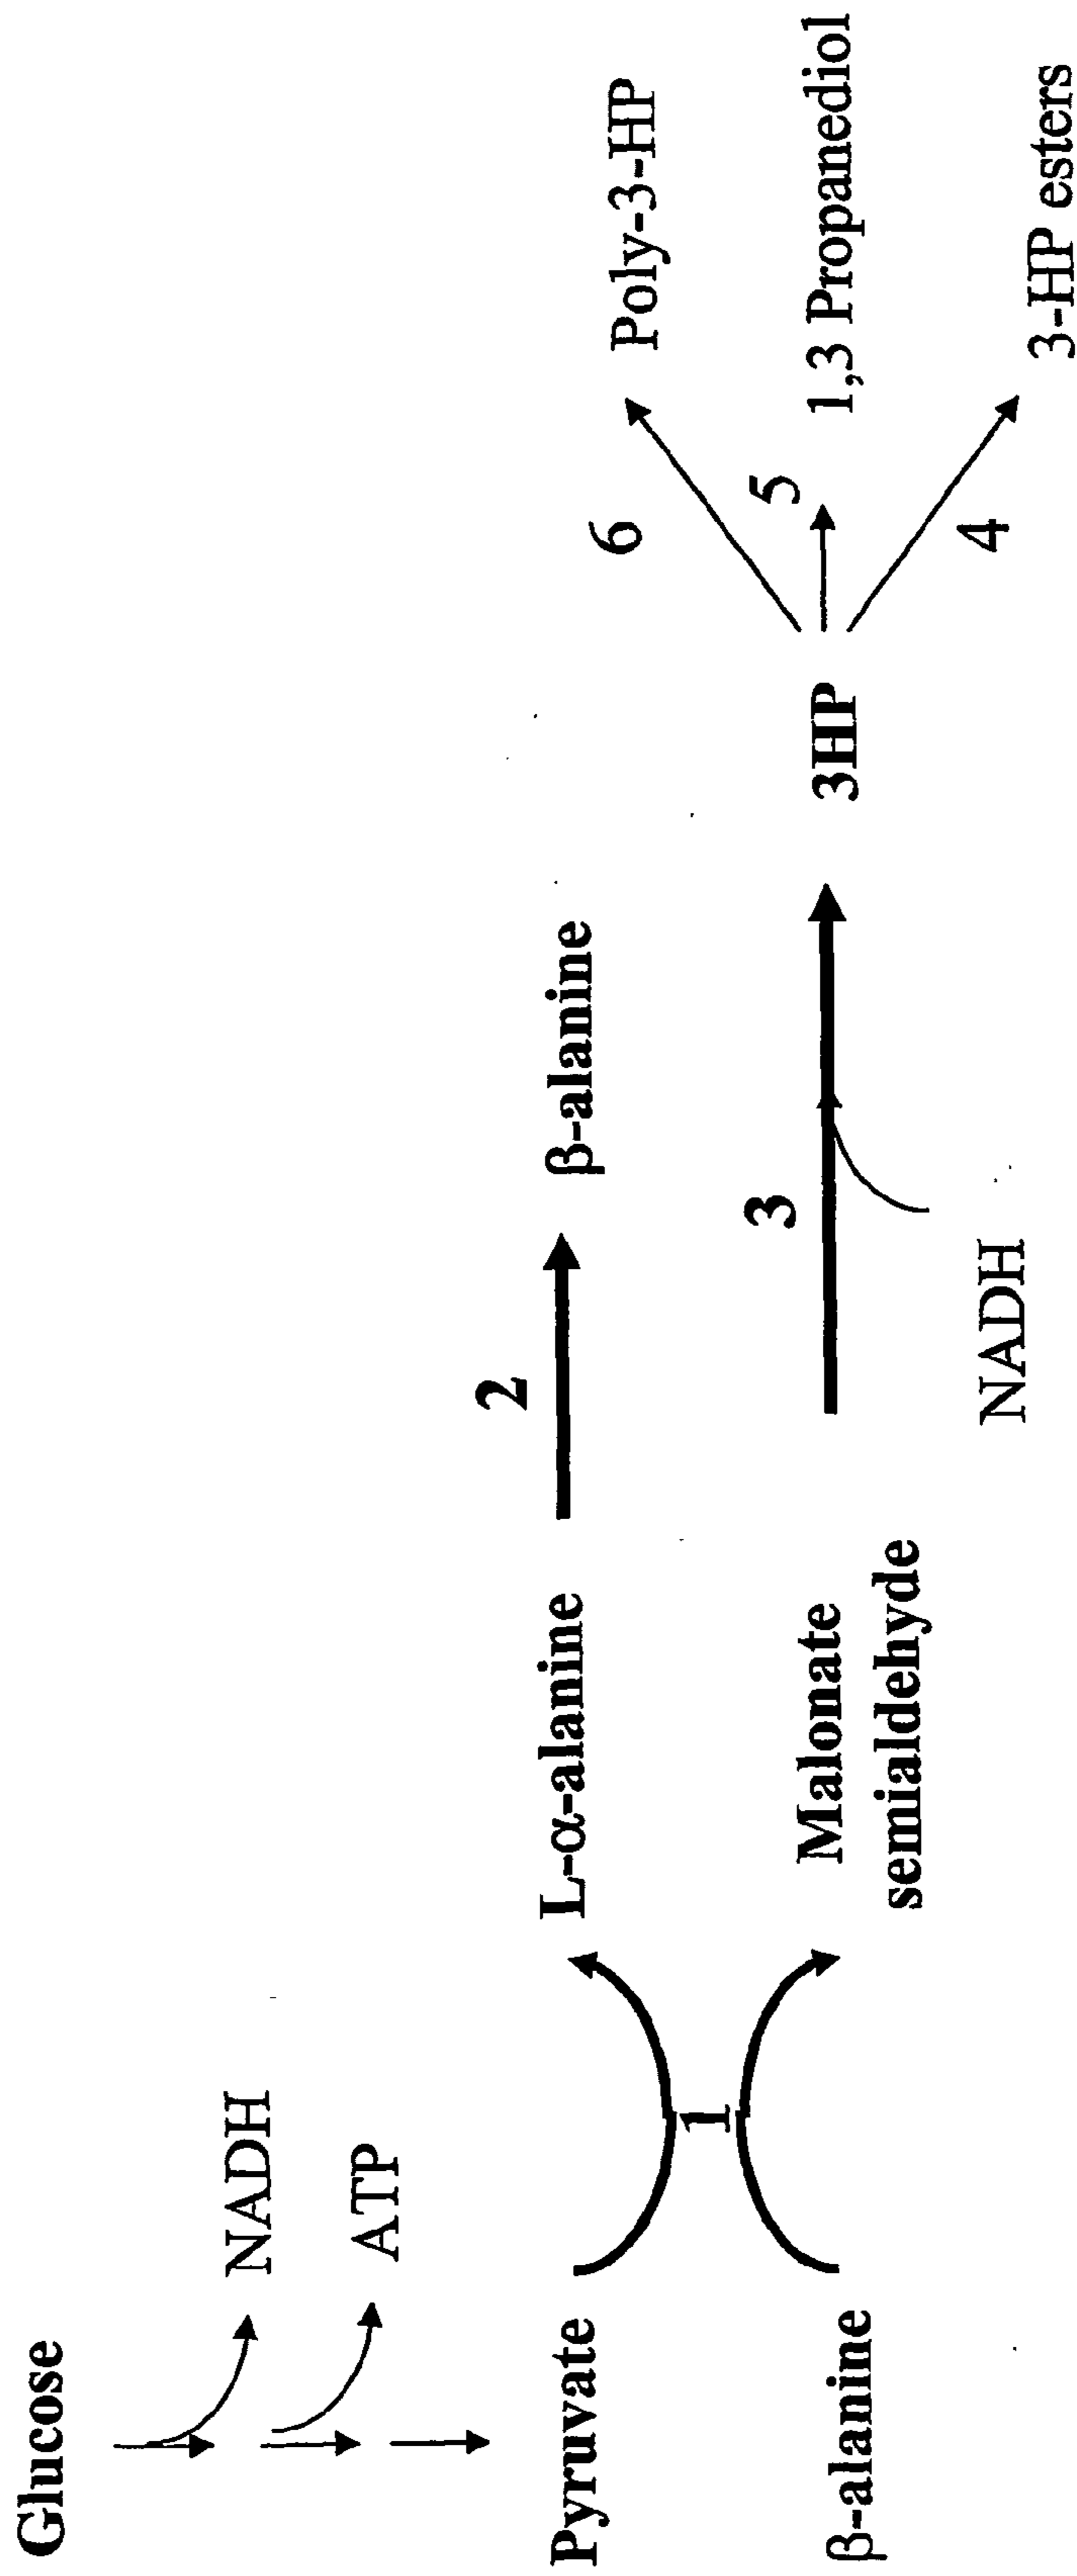 Glucose
NADH
ATP
Pyruvate
L-α-alanine
2
β-alanine
1
β-alanine
Malonate
semialdehyde
3
NADH
3HP
6
Poly-3-HP
5
1,3 Propanediol
4
3-HP esters